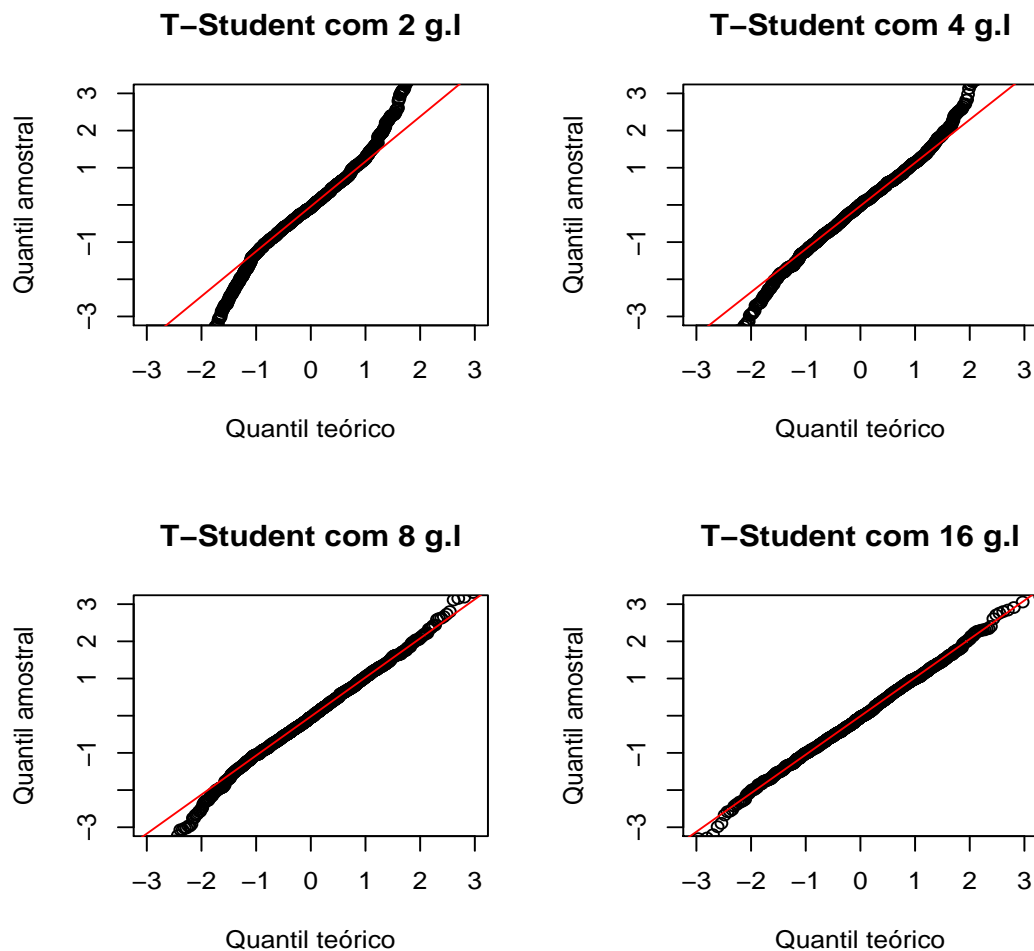 T−Student com 2 g.l
Quantil amostral
3
2
1
−1
−3
−3 −2 −1 0 1 2 3
Quantil teórico
T−Student com 4 g.l
Quantil amostral
3
2
1
−1
−3
−3 −2 −1 0 1 2 3
Quantil teórico
T−Student com 8 g.l
Quantil amostral
3
2
1
−1
−3
−3 −2 −1 0 1 2 3
Quantil teórico
T−Student com 16 g.l
Quantil amostral
3
2
1
−1
−3
−3 −2 −1 0 1 2 3
Quantil teórico